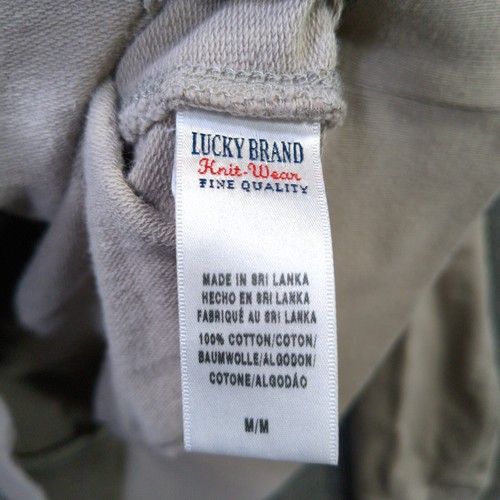 LUCKY BRAND
Knit-Wear
FINE QUALITY
MADE IN SRI LANKA
HECHO EN SRI LANKA
FABRIQUÉ AU SRI LANKA
100% COTTON/COTON/
BAUMWOLLE/ALGODON/
COTONE/ALGODÃO
M/M